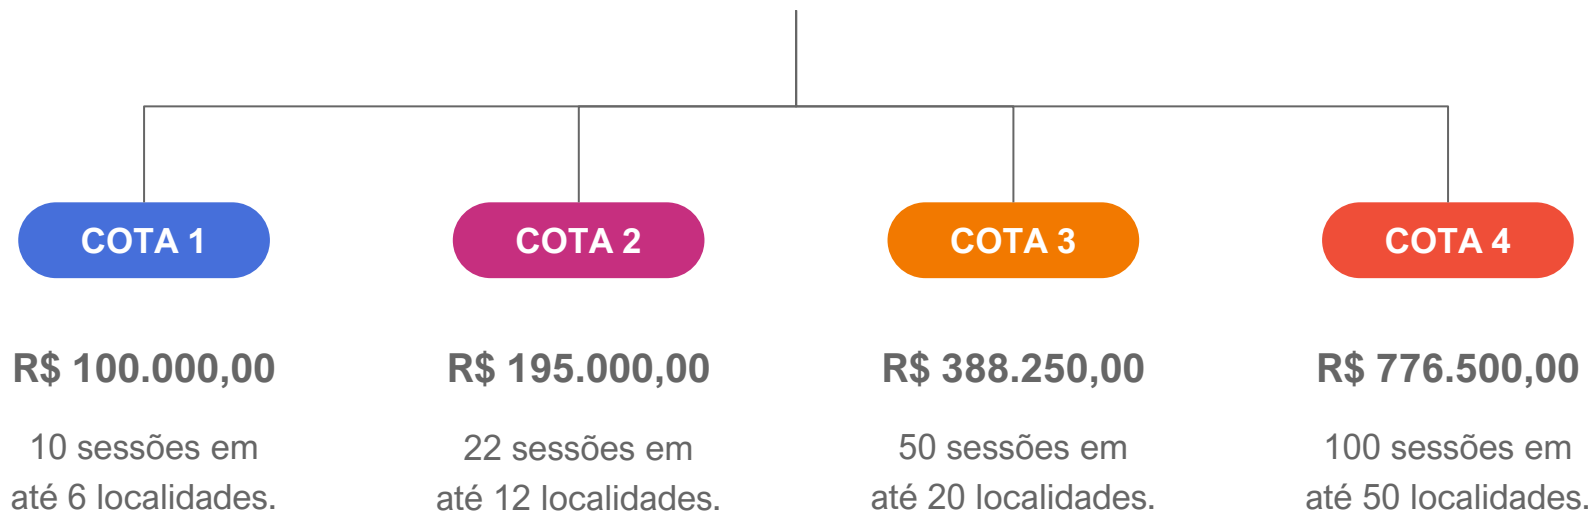 COTA 1
R$ 100.000,00
10 sessões em
até 6 localidades.
COTA 2
R$ 195.000,00
22 sessões em
até 12 localidades.
COTA 3
R$ 388.250,00
50 sessões em
até 20 localidades.
COTA 4
R$ 776.500,00
100 sessões em
até 50 localidades.